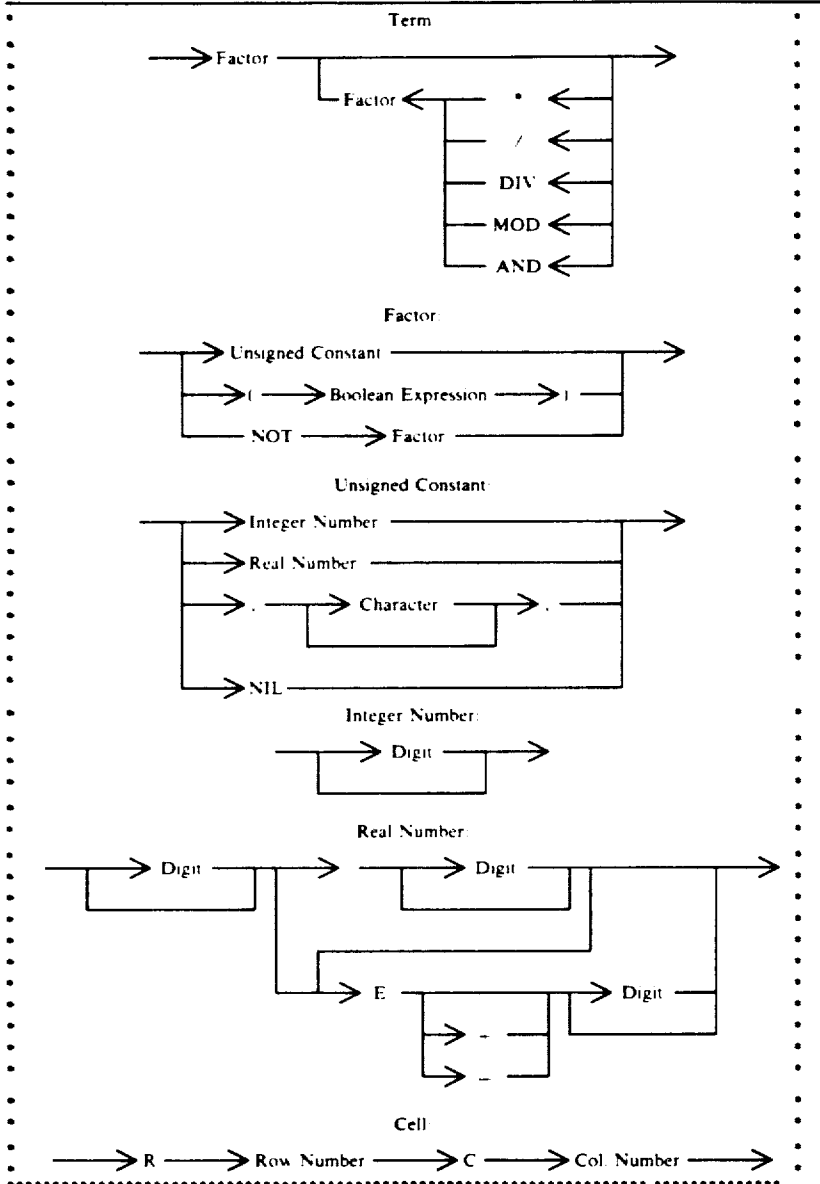 Term
Factor
Factor *
/
DIV
MOD
AND
Factor:
Unsigned Constant
( Boolean Expression )
NOT Factor
Unsigned Constant:
Integer Number
Real Number
Character
NIL
Integer Number:
Digit
Real Number:
Digit Digit
E Digit
+
–
Cell:
R Row Number C Col. Number